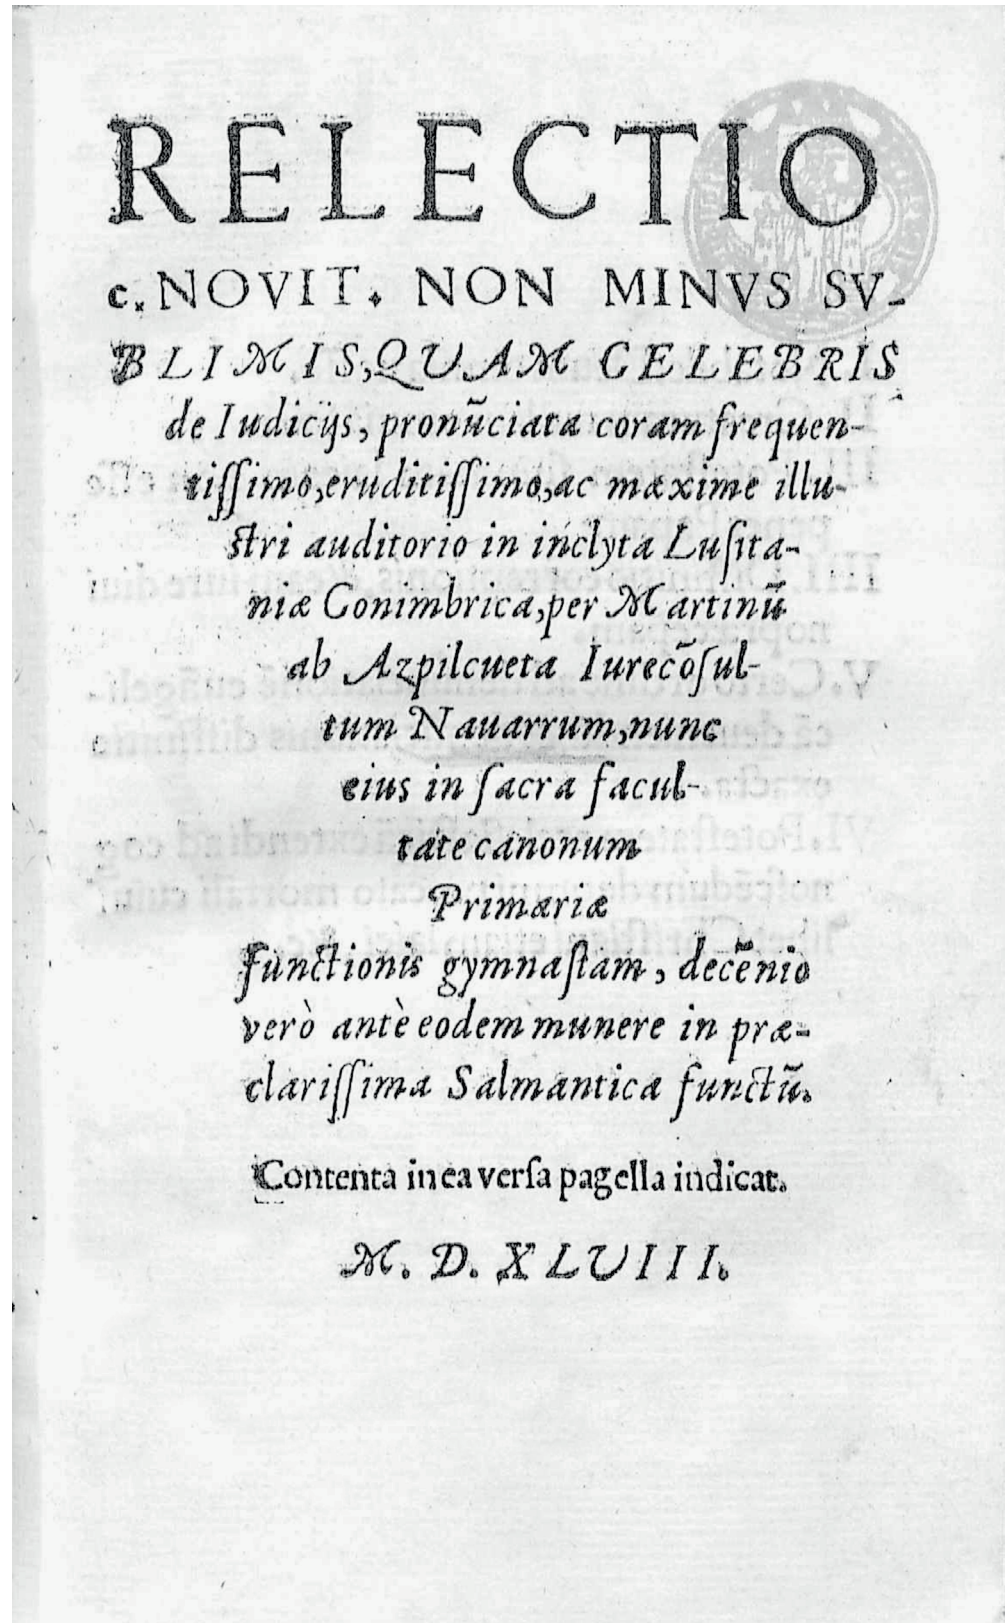 RELECTIO
c. NOVIT. NON MINVS SV-
BLIMIS, QUAM CELEBRIS
de Iudicijs, pronũciata coram frequen-
tiſſimo, eruditiſſimo, ac maxime illu-
ſtri auditorio in inclyta Luſita-
niæ Conimbrica, per Martinũ
ab Azpilcueta Iurecõſul-
tum Nauarrum, nunc
eius in ſacra facul-
tate canonum
Primariæ
functionis gymnaſtam, decẽnio
verò antè eodem munere in præ-
clariſſima Salmantica functũ.
Contenta in ea verſa pagella indicat.
M. D. XLUIII.